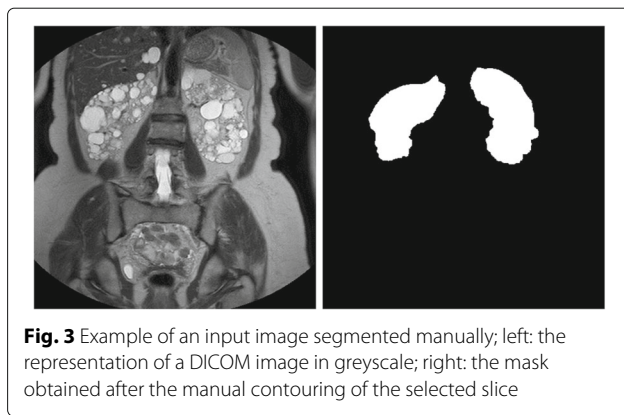 Fig. 3 Example of an input image segmented manually; left: the
representation of a DICOM image in greyscale; right: the mask
obtained after the manual contouring of the selected slice